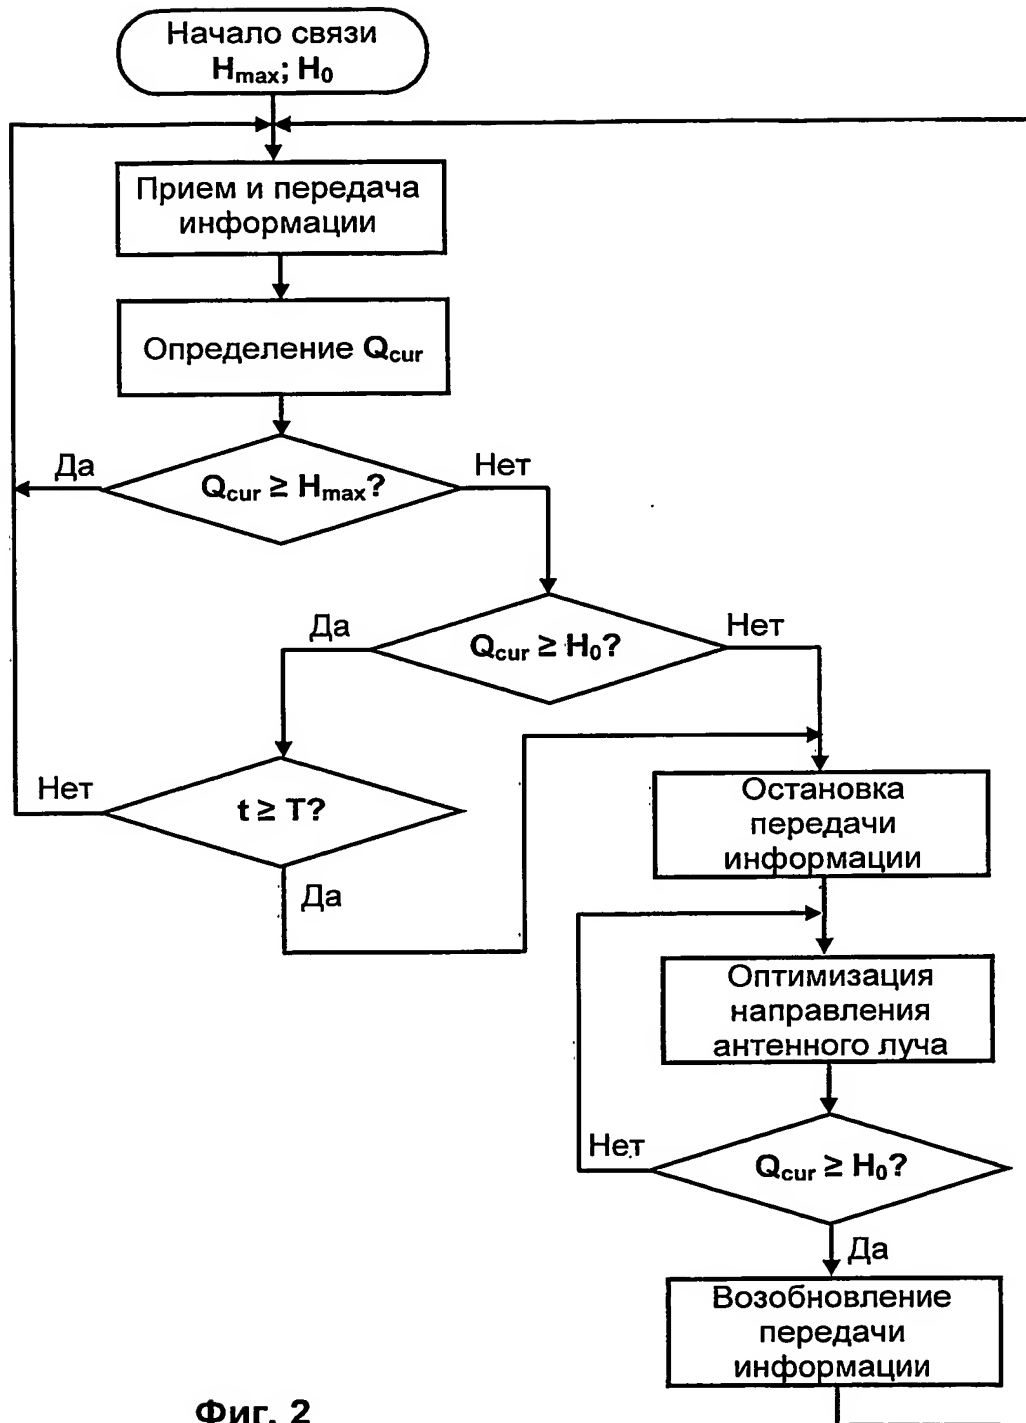 Начало связи
Hmax; H0
Прием и передача
информации
Определение Qcur
Да
Qcur ≥ Hmax?
Нет
Да
Qcur ≥ H0?
Нет
Нет
t ≥ T?
Да
Остановка
передачи
информации
Оптимизация
направления
антенного луча
Нет
Qcur ≥ H0?
Да
Возобновление
передачи
информации
Фиг. 2